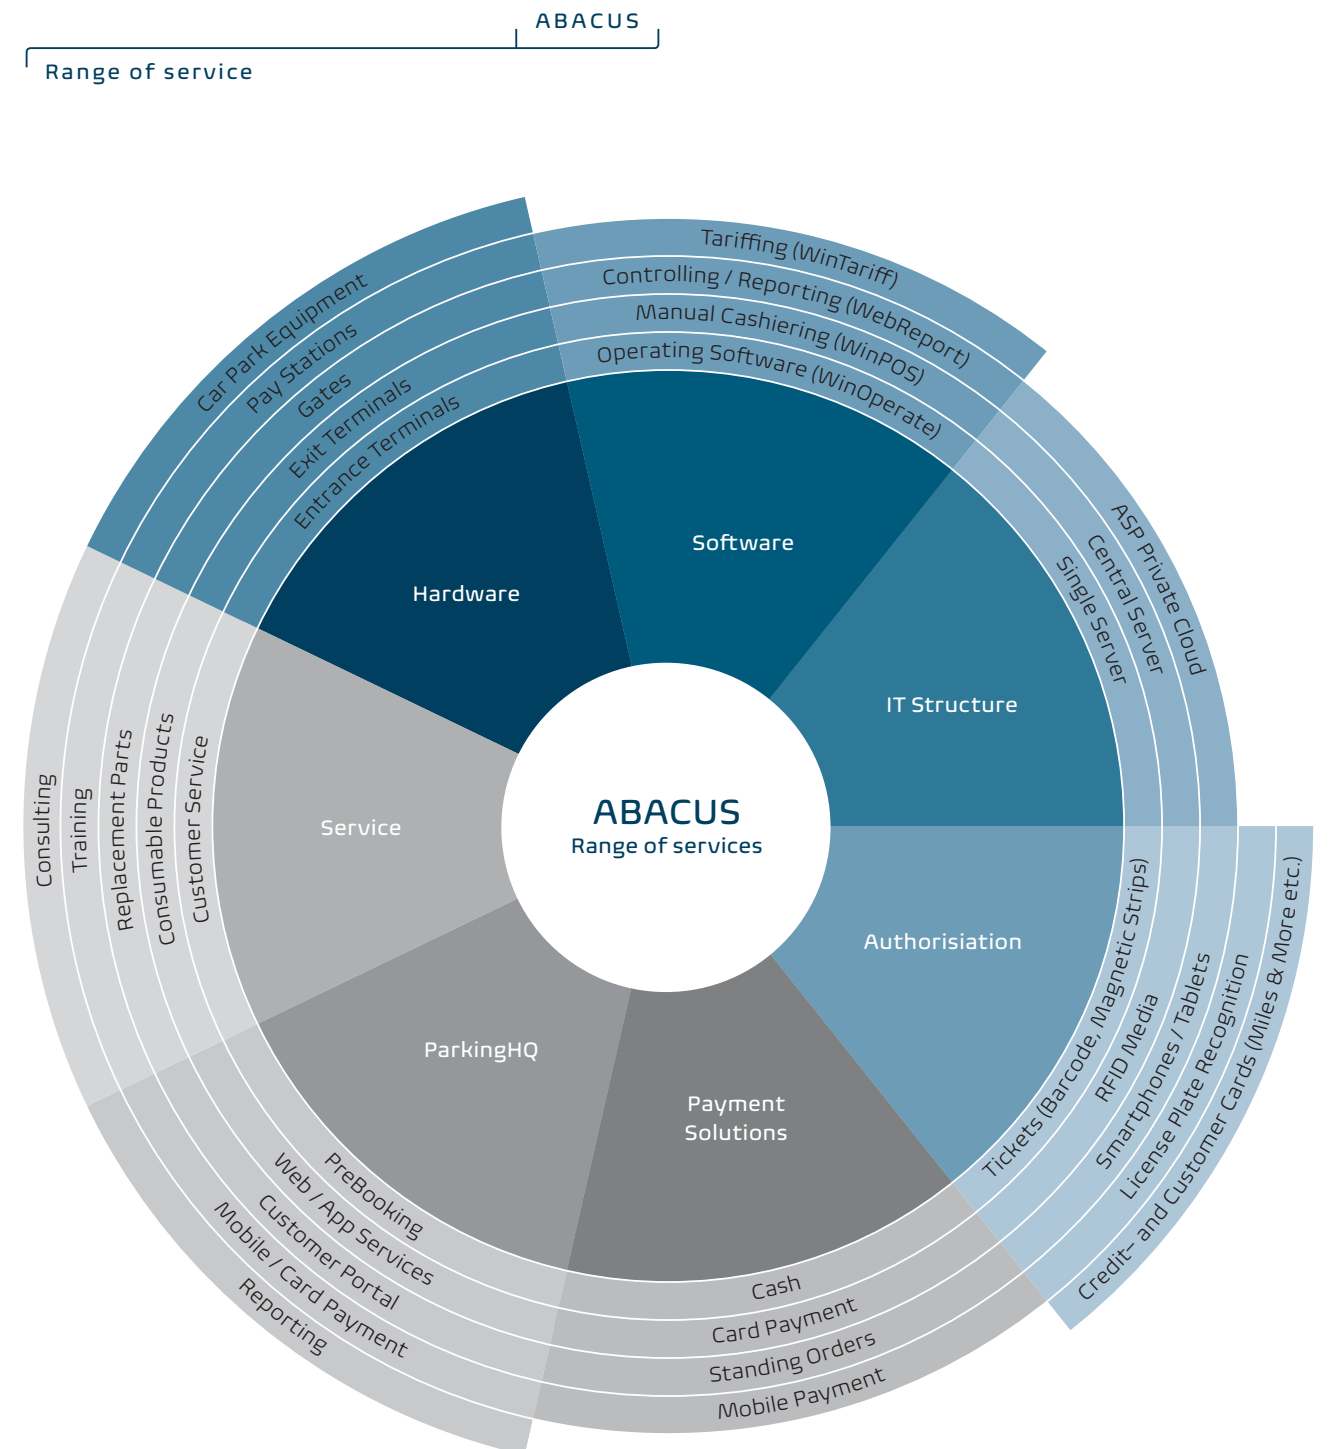 ABACUS
Range of service
Car Park Equipment
Pay Stations
Gates
Exit Terminals
Entrance Terminals
Hardware
Tariffing (WinTariff)
Controlling / Reporting (WebReport)
Manual Cashiering (WinPOS)
Operating Software (WinOperate)
Software
ASP Private Cloud
Central Server
Single Server
IT Structure
ABACUS
Range of services
Authorisiation
Tickets (Barcode, Magnetic Strips)
RFID Media
Smartphones / Tablets
License Plate Recognition
Credit– and Customer Cards (Miles & More etc.)
Payment
Solutions
Cash
Card Payment
Standing Orders
Mobile Payment
ParkingHQ
PreBooking
Web / App Services
Customer Portal
Mobile / Card Payment
Reporting
Service
Customer Service
Consumable Products
Replacement Parts
Training
Consulting